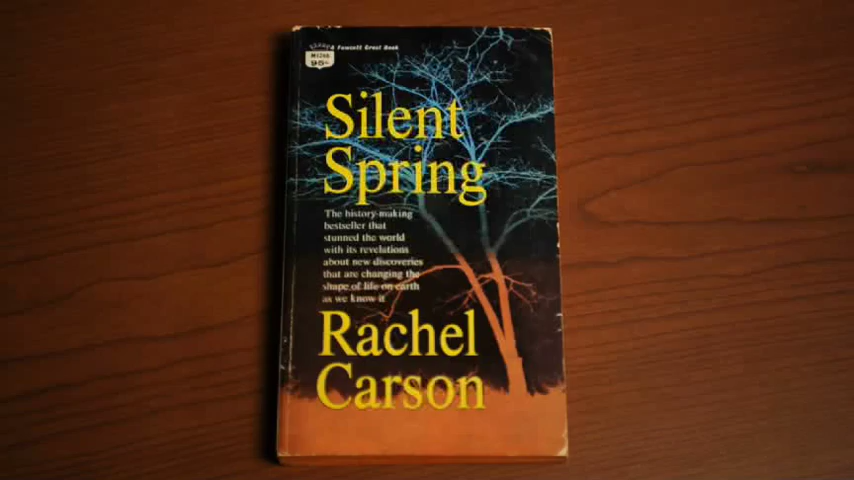 A Fawcett Crest Book
M1266
95¢
Silent
Spring
The history-making
bestseller that
stunned the world
with its revelations
about new discoveries
that are changing the
shape of life on earth
as we know it
Rachel
Carson